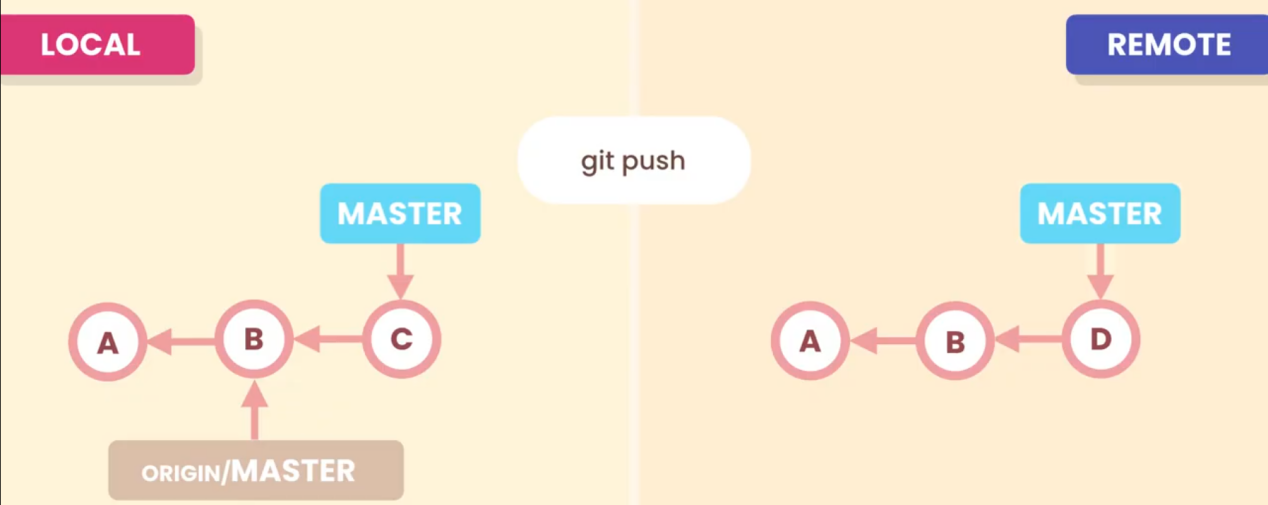 LOCAL
REMOTE
git push
MASTER
MASTER
A
B
C
A
B
D
ORIGIN/MASTER